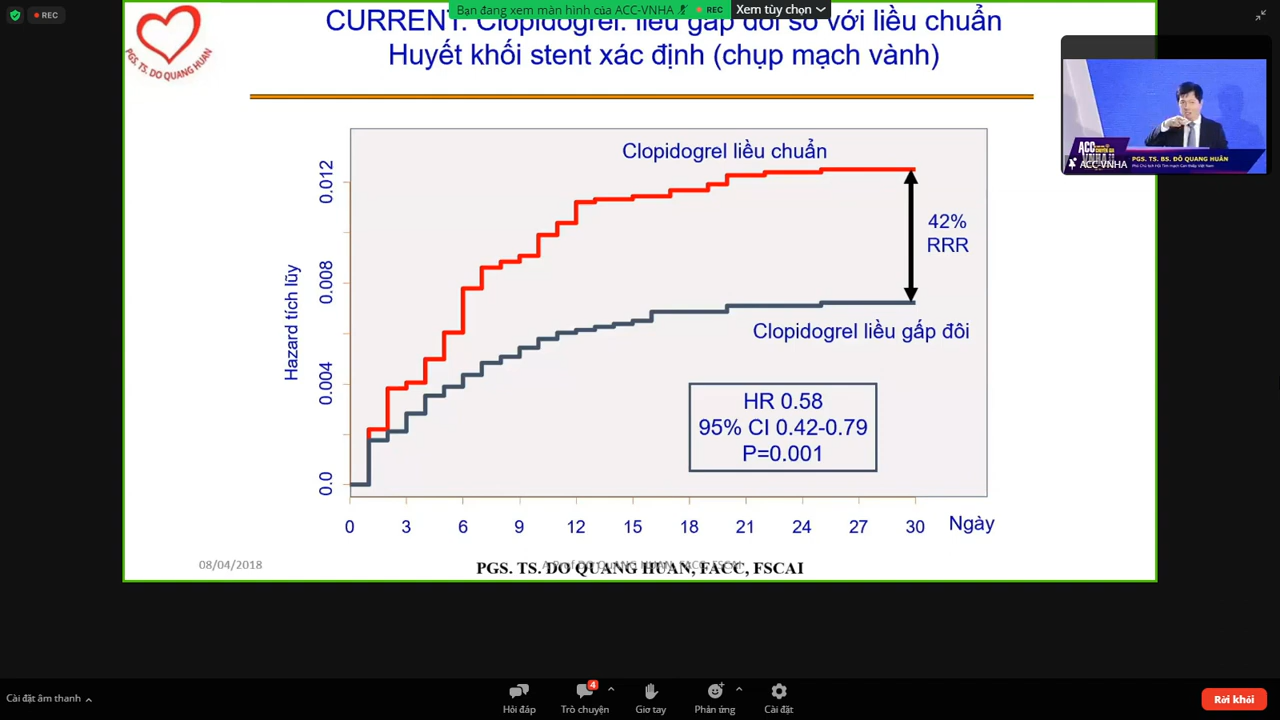 REC
Bạn đang xem màn hình của ACC-VNHA
REC
Xem tùy chọn
CURRENT: Clopidogrel: liều gấp đôi so với liều chuẩn
Huyết khối stent xác định (chụp mạch vành)
PGS. TS. DO QUANG HUAN
ACC
PGS. TS. BS. ĐỖ QUANG HUÂN
ACC-VNHA
Clopidogrel liều chuẩn
42%
RRR
Clopidogrel liều gấp đôi
HR 0.58
95% CI 0.42-0.79
P=0.001
Hazard tích lũy
0.012
0.008
0.004
0.0
0 3 6 9 12 15 18 21 24 27 30 Ngày
08/04/2018
PGS. TS. DO QUANG HUAN, FACC, FSCAI
Cài đặt âm thanh
Hỏi đáp
4
Trò chuyện
Giơ tay
Phản ứng
Cài đặt
Rời khỏi